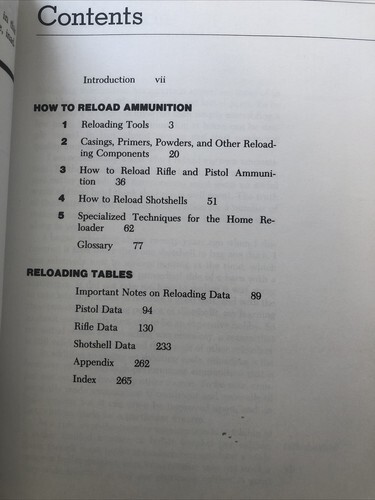 in the
Contents
Introduction vii
HOW TO RELOAD AMMUNITION
1 Reloading Tools 3
2 Casings, Primers, Powders, and Other Reload-
ing Components 20
3 How to Reload Rifle and Pistol Ammuni-
tion 36
4 How to Reload Shotshells 51
5 Specialized Techniques for the Home Re-
loader 62
Glossary 77
RELOADING TABLES
Important Notes on Reloading Data 89
Pistol Data 94
Rifle Data 130
Shotshell Data 233
Appendix 262
Index 265